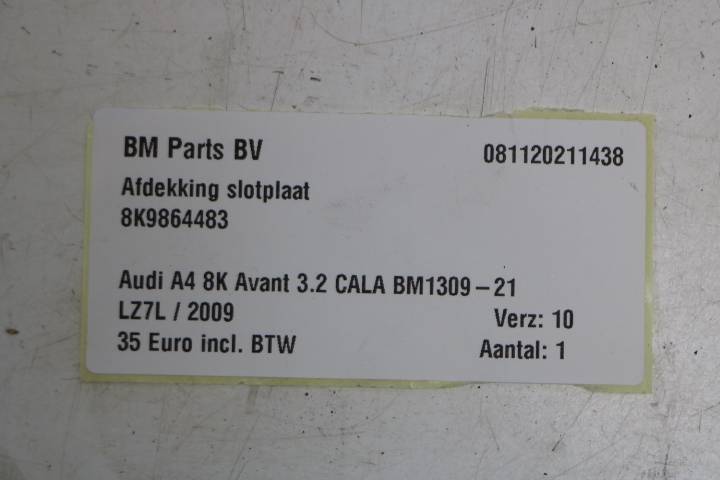 BM Parts BV 081120211438
Afdekking slotplaat
8K9864483
Audi A4 8K Avant 3.2 CALA BM1309-21
LZ7L / 2009 Verz: 10
35 Euro incl. BTW Aantal: 1